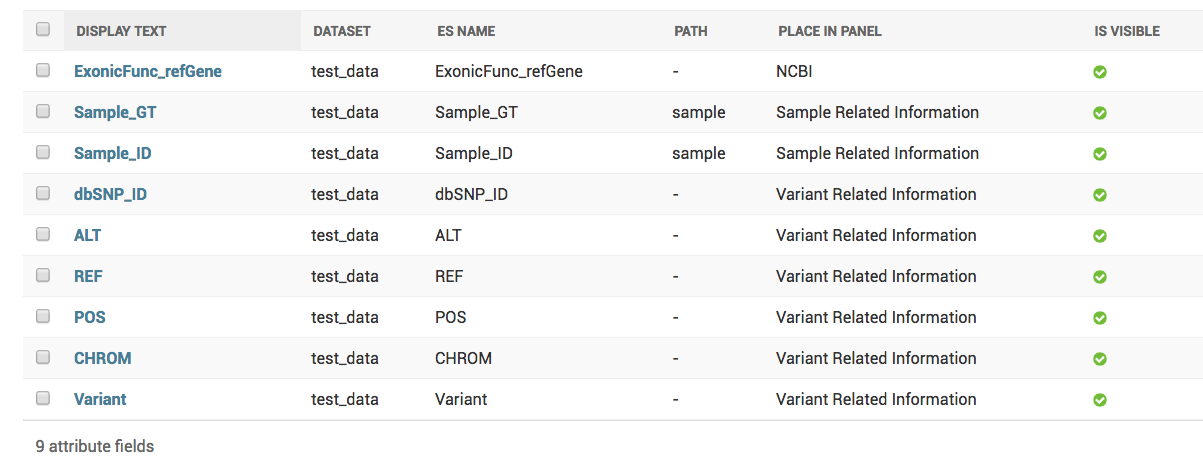 DISPLAY TEXT DATASET ES NAME PATH PLACE IN PANEL IS VISIBLE
ExonicFunc_refGene test_data ExonicFunc_refGene - NCBI
Sample_GT test_data Sample_GT sample Sample Related Information
Sample_ID test_data Sample_ID sample Sample Related Information
dbSNP_ID test_data dbSNP_ID - Variant Related Information
ALT test_data ALT - Variant Related Information
REF test_data REF - Variant Related Information
POS test_data POS - Variant Related Information
CHROM test_data CHROM - Variant Related Information
Variant test_data Variant - Variant Related Information
9 attribute fields